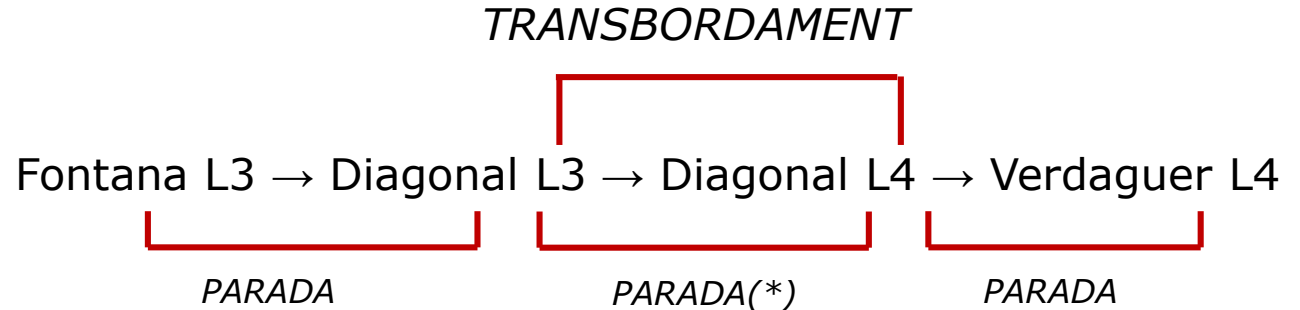 TRANSBORDAMENT
Fontana L3 → Diagonal L3 → Diagonal L4 → Verdaguer L4
PARADA PARADA(*) PARADA